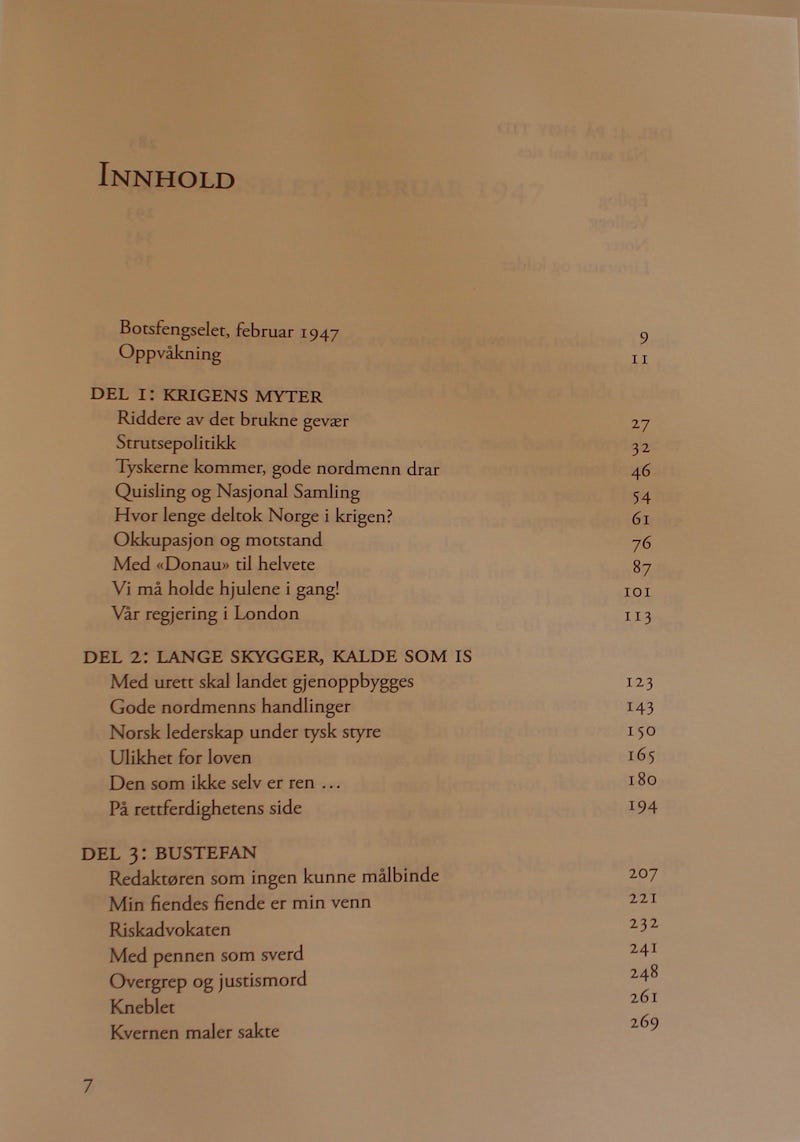 INNHOLD
Botsfengselet, februar 1947 9
Oppvåkning 11
DEL 1: KRIGENS MYTER
Riddere av det brukne gevær 27
Strutsepolitikk 32
Tyskerne kommer, gode nordmenn drar 46
Quisling og Nasjonal Samling 54
Hvor lenge deltok Norge i krigen? 61
Okkupasjon og motstand 76
Med «Donau» til helvete 87
Vi må holde hjulene i gang! 101
Vår regjering i London 113
DEL 2: LANGE SKYGGER, KALDE SOM IS
Med urett skal landet gjenoppbygges 123
Gode nordmenns handlinger 143
Norsk lederskap under tysk styre 150
Ulikhet for loven 165
Den som ikke selv er ren ... 180
På rettferdighetens side 194
DEL 3: BUSTEFAN
Redaktøren som ingen kunne målbinde 207
Min fiendes fiende er min venn 221
Riskadvokaten 232
Med pennen som sverd 241
Overgrep og justismord 248
Kneblet 261
Kvernen maler sakte 269
7